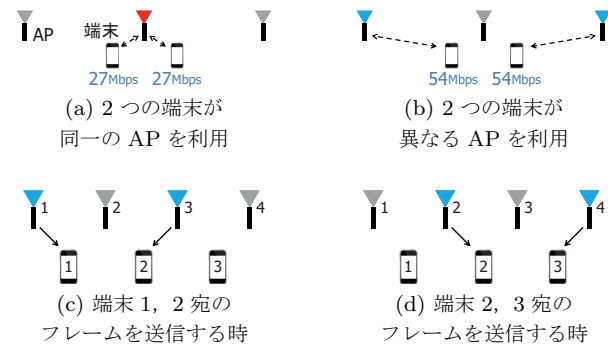 AP
端末
27Mbps 27Mbps
54Mbps 54Mbps
(a) 2 つの端末が
同一の AP を利用
(b) 2 つの端末が
異なる AP を利用
1 2 3 4
1 2 3
1 2 3 4
1 2 3
(c) 端末 1，2 宛の
フレームを送信する時
(d) 端末 2，3 宛の
フレームを送信する時